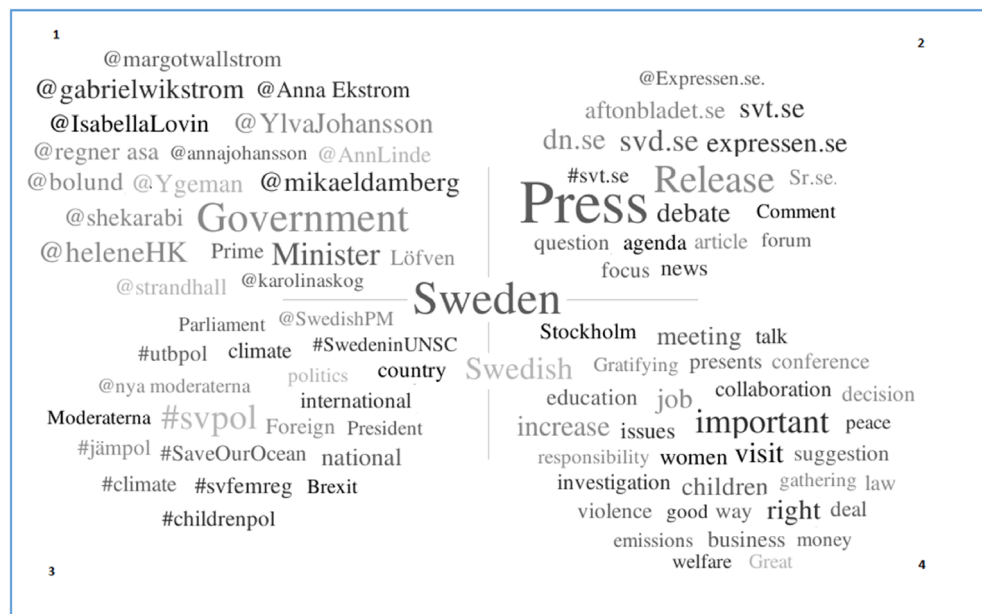 1
2
@margotwallstrom
@gabrielwikstrom @Anna Ekstrom
@IsabellaLovin @YlvaJohansson
@regner asa @annajohansson @AnnLinde
@bolund @Ygeman @mikaeldamberg
@shekarabi Government
@heleneHK Prime Minister Löfven
@strandhall @karolinaskog
@Expressen.se.
aftonbladet.se svt.se
dn.se svd.se expressen.se
#svt.se Release Sr.se.
Press debate Comment
question agenda article forum
focus news
Sweden
Parliament @SwedishPM
#utbpol climate #SwedeninUNSC
@nya moderaterna politics country
international
Moderaterna #svpol Foreign President
#jämpol #SaveOurOcean national
#climate #svfemreg Brexit
#childrenpol
Stockholm meeting talk
Swedish Gratifying presents conference
education job collaboration decision
increase issues important peace
responsibility women visit suggestion
investigation children gathering law
violence good way right deal
emissions business money
welfare Great
3
4